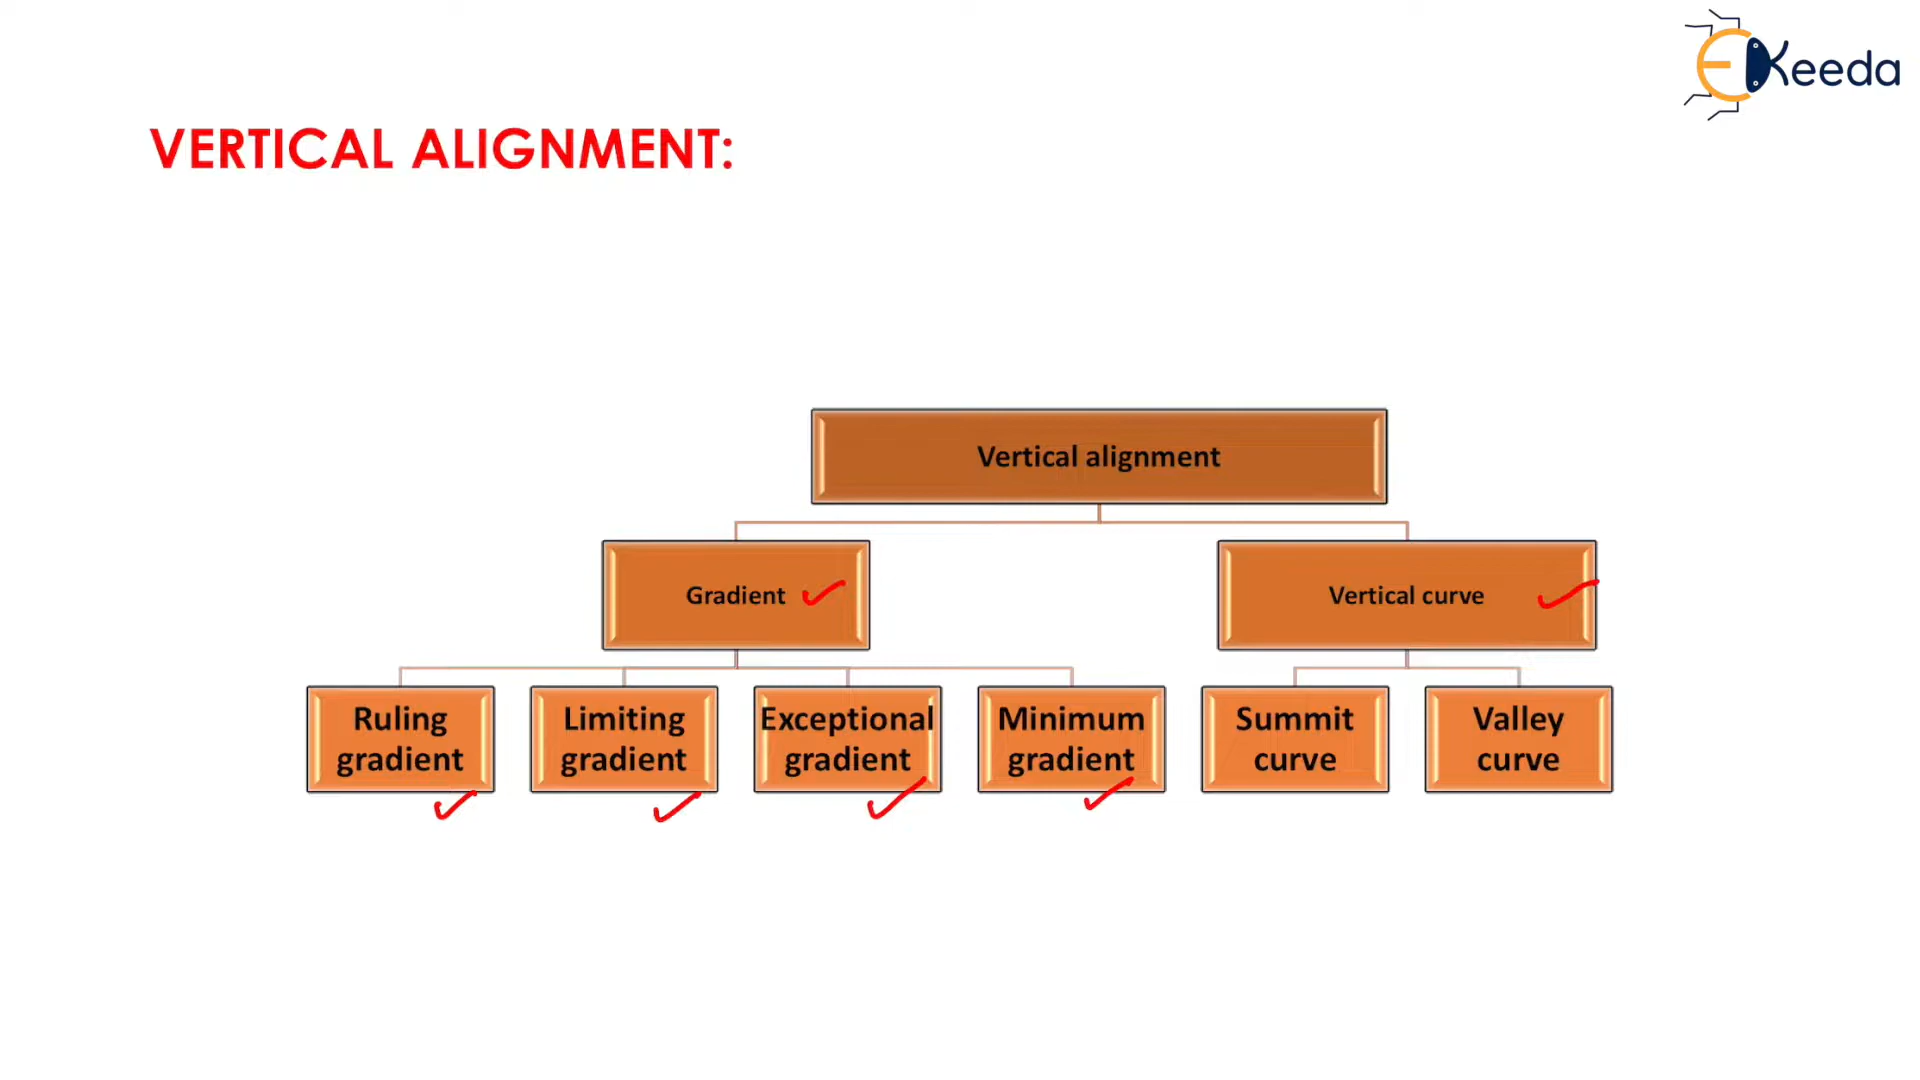 EKeeda
VERTICAL ALIGNMENT:
Vertical alignment
Gradient
Vertical curve
Ruling
gradient
Limiting
gradient
Exceptional
gradient
Minimum
gradient
Summit
curve
Valley
curve